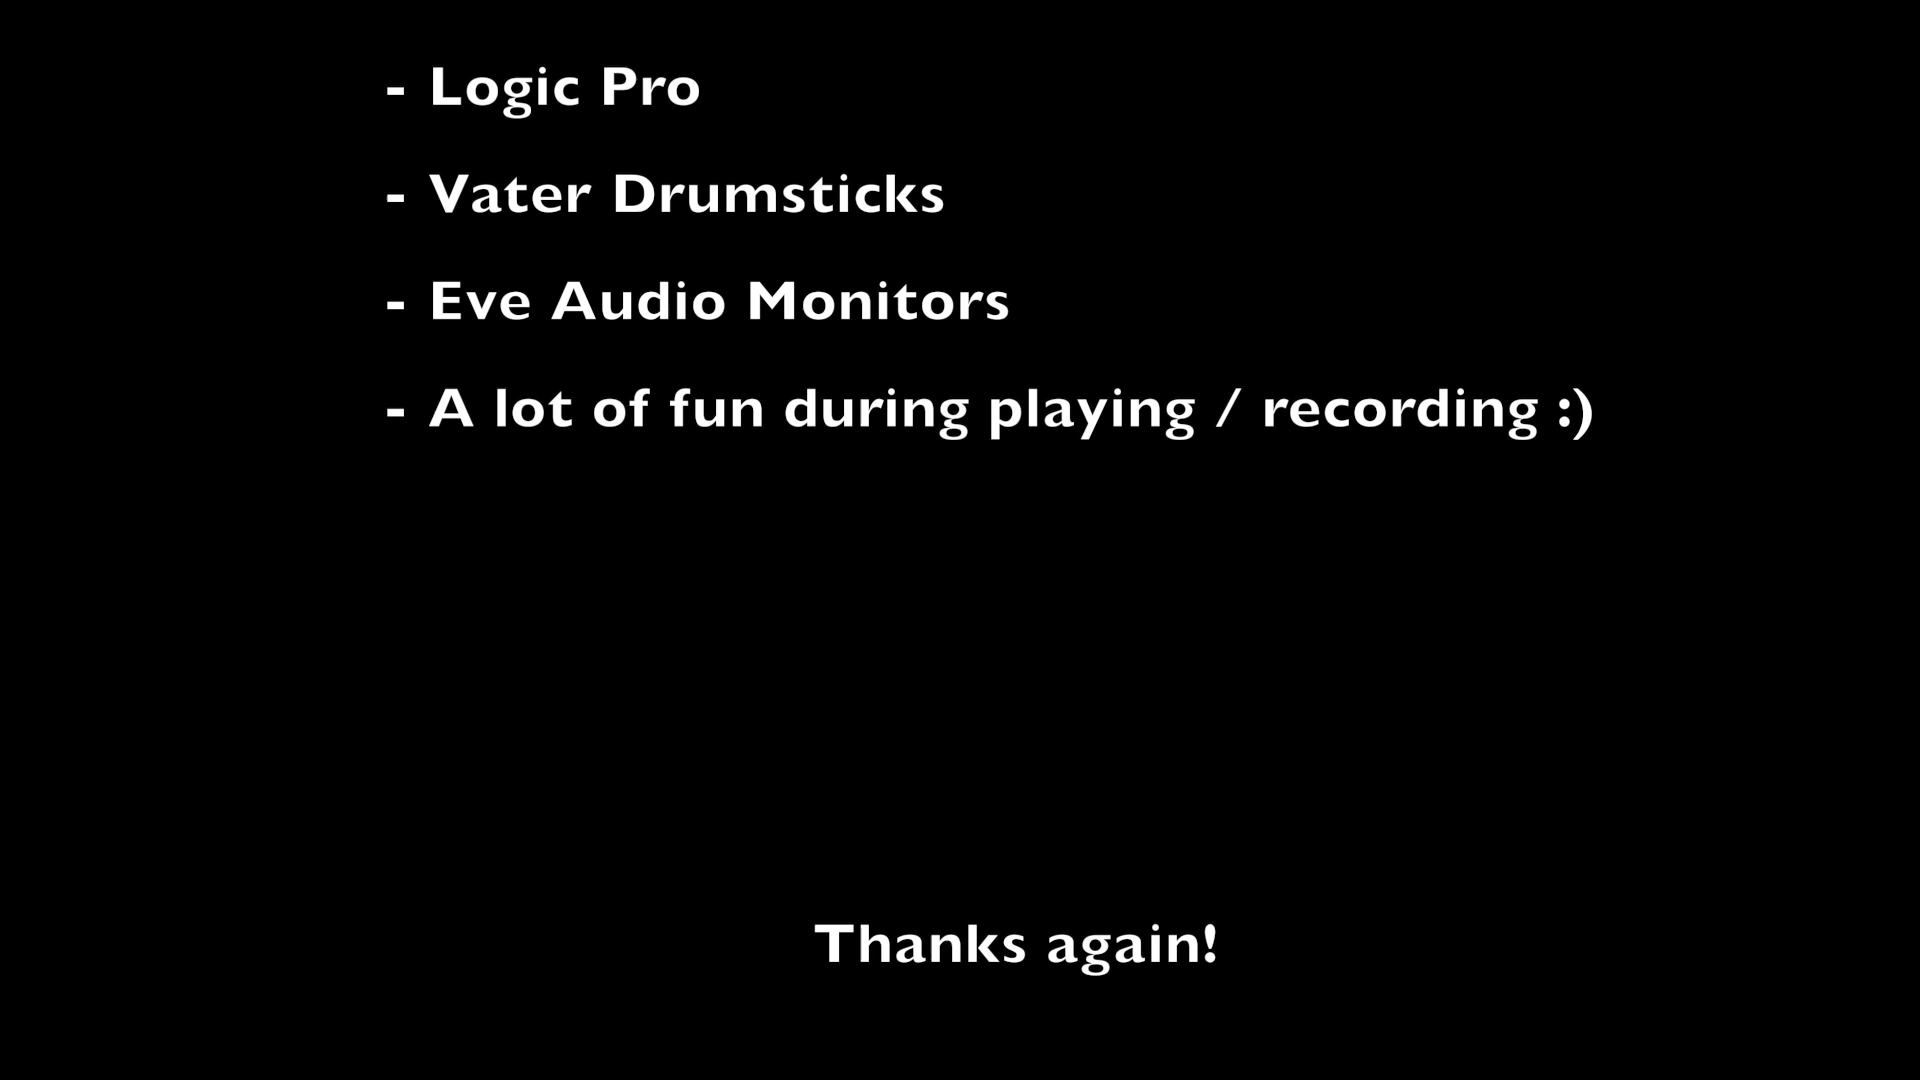 - Logic Pro
- Vater Drumsticks
- Eve Audio Monitors
- A lot of fun during playing / recording :)
Thanks again!